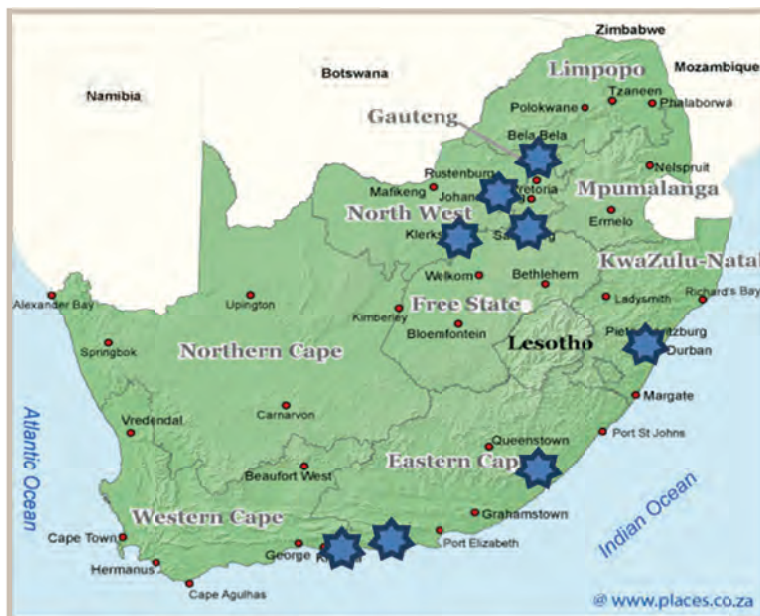 Zimbabwe
Botswana
Limpopo
Mozambique
Namibia
Tzaneen
Polokwane
Phalaborwa
Gauteng
Bela Bela
Rustenburg
Nelspruit
Mafikeng
Mpumalanga
North West
Ermelo
KwaZulu-Natal
Welkom
Bethlehem
Alexander Bay
Upington
Free State
Ladysmith
Richard's Bay
Kimberley
Bloemfontein
Springbok
Northern Cape
Lesotho
Durban
Carnarvon
Margate
Atlantic Ocean
Vredendal
Queenstown
Port St Johns
Beaufort West
Eastern
Indian Ocean
Western Cape
Grahamstown
Cape Town
George
Port Elizabeth
Hermanus
Cape Agulhas
@ www.places.co.za